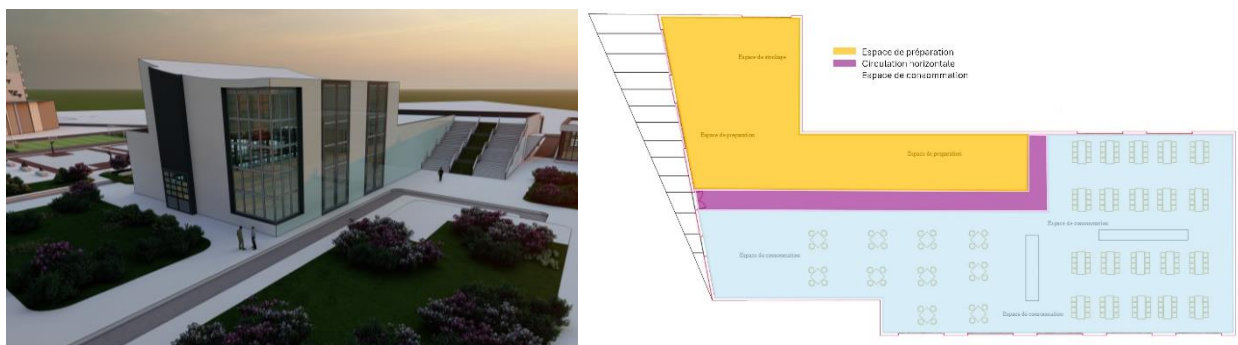 Espace de préparation
Circulation horizontale
Espace de consommation
Espace de stockage
Espace de préparation
Espace de préparation
Espace de consommation
Espace de consommation
Espace de consommation